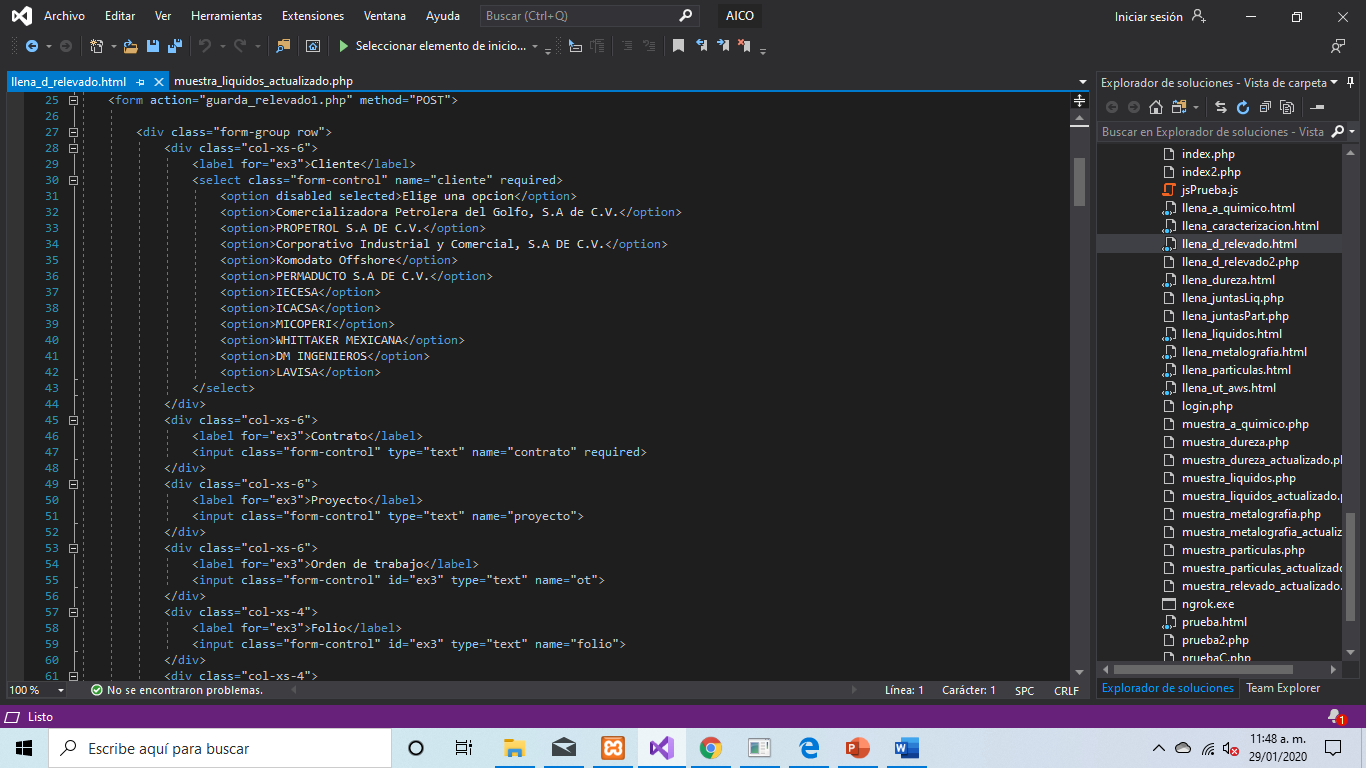 Archivo Editar Ver Herramientas Extensiones Ventana Ayuda Buscar (Ctrl+Q) AICO Iniciar sesión
Seleccionar elemento de inicio...
llena_d_relevado.html muestra_liquidos_actualizado.php
25 <form action="guarda_relevado1.php" method="POST">
26
27 <div class="form-group row">
28 <div class="col-xs-6">
29 <label for="ex3">Cliente</label>
30 <select class="form-control" name="cliente" required>
31 <option disabled selected>Elige una opcion</option>
32 <option>Comercializadora Petrolera del Golfo, S.A de C.V.</option>
33 <option>PROPETROL S.A DE C.V.</option>
34 <option>Corporativo Industrial y Comercial, S.A DE C.V.</option>
35 <option>Komodato Offshore</option>
36 <option>PERMADUCTO S.A DE C.V.</option>
37 <option>IECESA</option>
38 <option>ICACSA</option>
39 <option>MICOPERI</option>
40 <option>WHITTAKER MEXICANA</option>
41 <option>DM INGENIEROS</option>
42 <option>LAVISA</option>
43 </select>
44 </div>
45 <div class="col-xs-6">
46 <label for="ex3">Contrato</label>
47 <input class="form-control" type="text" name="contrato" required>
48 </div>
49 <div class="col-xs-6">
50 <label for="ex3">Proyecto</label>
51 <input class="form-control" type="text" name="proyecto">
52 </div>
53 <div class="col-xs-6">
54 <label for="ex3">Orden de trabajo</label>
55 <input class="form-control" id="ex3" type="text" name="ot">
56 </div>
57 <div class="col-xs-4">
58 <label for="ex3">Folio</label>
59 <input class="form-control" id="ex3" type="text" name="folio">
60 </div>
61 <div class="col-xs-4">
100 % No se encontraron problemas. Línea: 1 Carácter: 1 SPC CRLF
Explorador de soluciones - Vista de carpeta
Buscar en Explorador de soluciones - Vista
index.php
index2.php
jsPrueba.js
llena_a_quimico.html
llena_caracterizacion.html
llena_d_relevado.html
llena_d_relevado2.php
llena_dureza.html
llena_juntasLiq.php
llena_juntasPart.php
llena_liquidos.html
llena_metalografia.html
llena_particulas.html
llena_ut_aws.html
login.php
muestra_a_quimico.php
muestra_dureza.php
muestra_dureza_actualizado.pl
muestra_liquidos.php
muestra_liquidos_actualizado.
muestra_metalografia.php
muestra_metalografia_actualiz
muestra_particulas.php
muestra_particulas_actualizado
muestra_relevado_actualizado.
ngrok.exe
prueba.html
prueba2.php
pruebaC.php
Explorador de soluciones Team Explorer
Listo 1
Escribe aquí para buscar
11:48 a. m.
29/01/2020